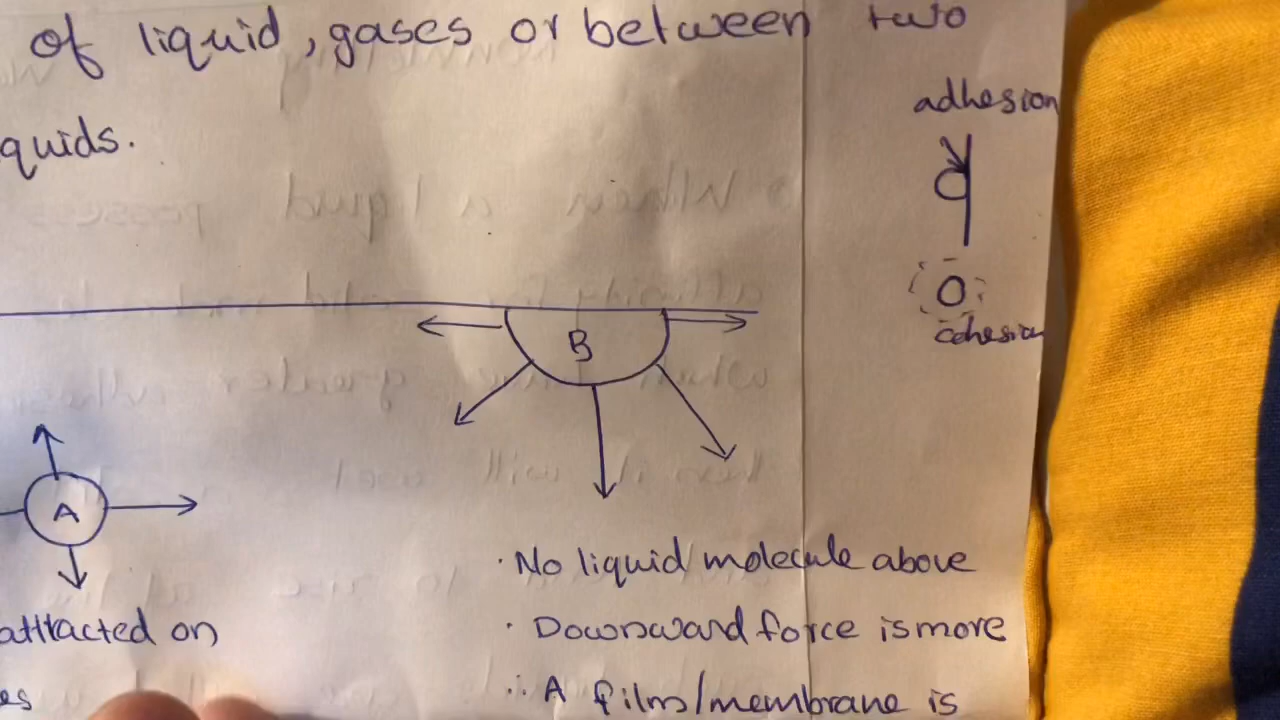 of liquid, gases or between two
quids.
adhesion
cohesion
B
A
· No liquid molecule above
attracted on
· Downward force is more
es
∴ A film/membrane is